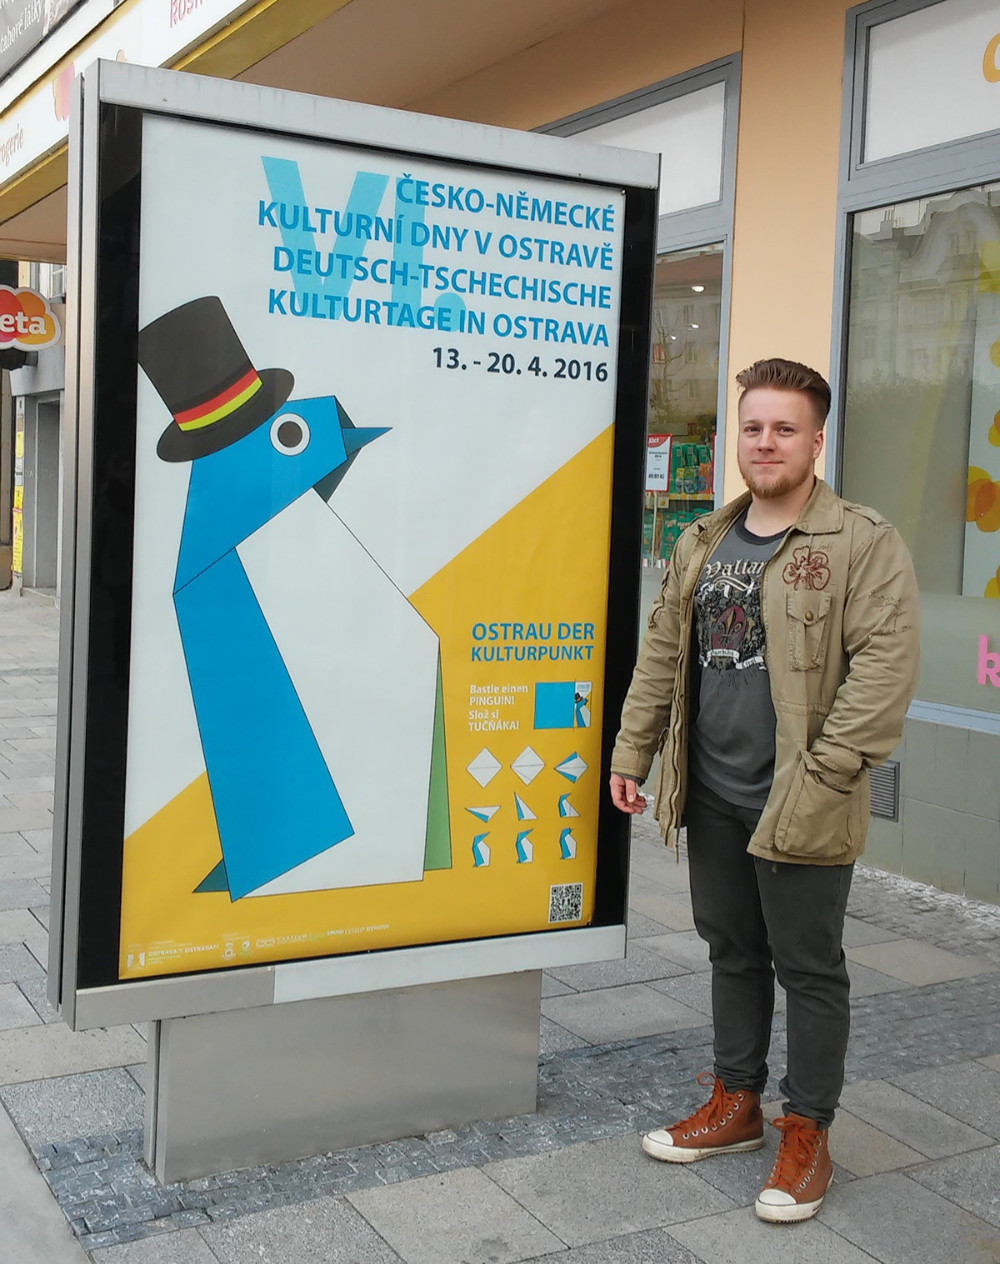 VI.
ČESKO-NĚMECKÉ
KULTURNÍ DNY V OSTRAVĚ
DEUTSCH-TSCHECHISCHE
KULTURTAGE IN OSTRAVA
13. - 20. 4. 2016
OSTRAU DER
KULTURPUNKT
Bastle einen
PINGUIN!
Slož si
TUČŇÁKA!
eta